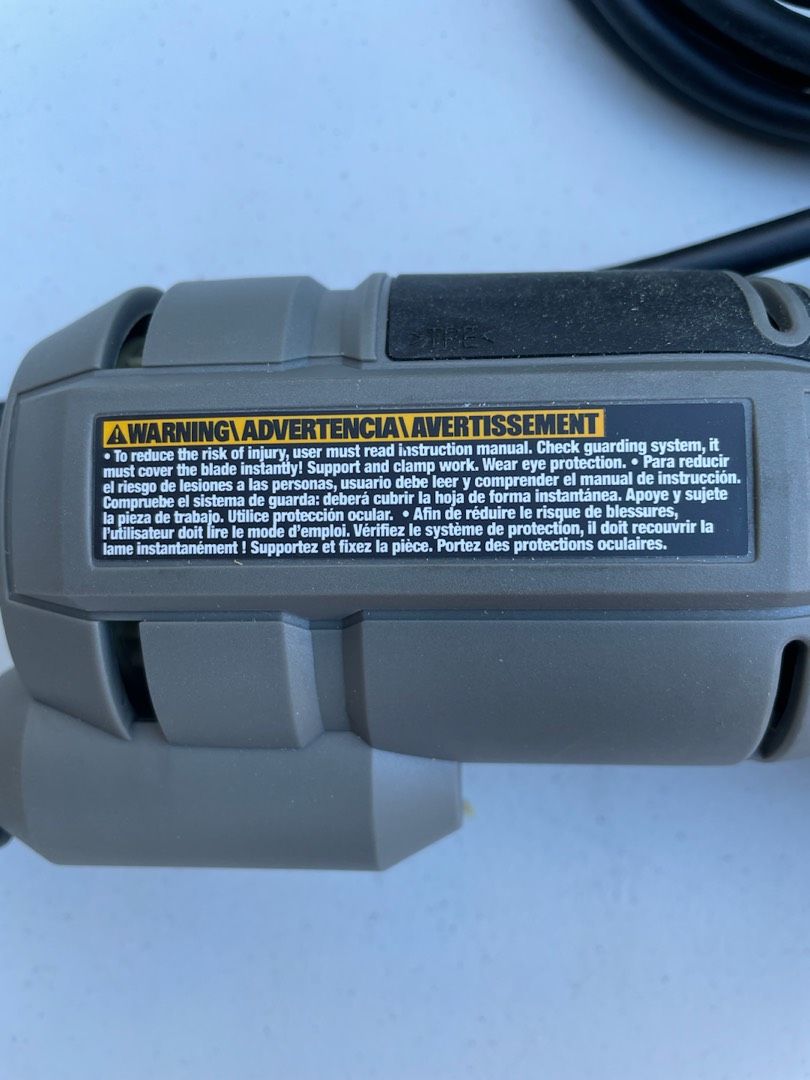 >TPE<
⚠WARNING\ADVERTENCIA\AVERTISSEMENT
• To reduce the risk of injury, user must read instruction manual. Check guarding system, it
must cover the blade instantly! Support and clamp work. Wear eye protection. • Para reducir
el riesgo de lesiones a las personas, usuario debe leer y comprender el manual de instrucción.
Compruebe el sistema de guarda: deberá cubrir la hoja de forma instantánea. Apoye y sujete
la pieza de trabajo. Utilice protección ocular. • Afin de réduire le risque de blessures,
l'utilisateur doit lire le mode d'emploi. Vérifiez le système de protection, il doit recouvrir la
lame instantanément ! Supportez et fixez la pièce. Portez des protections oculaires.